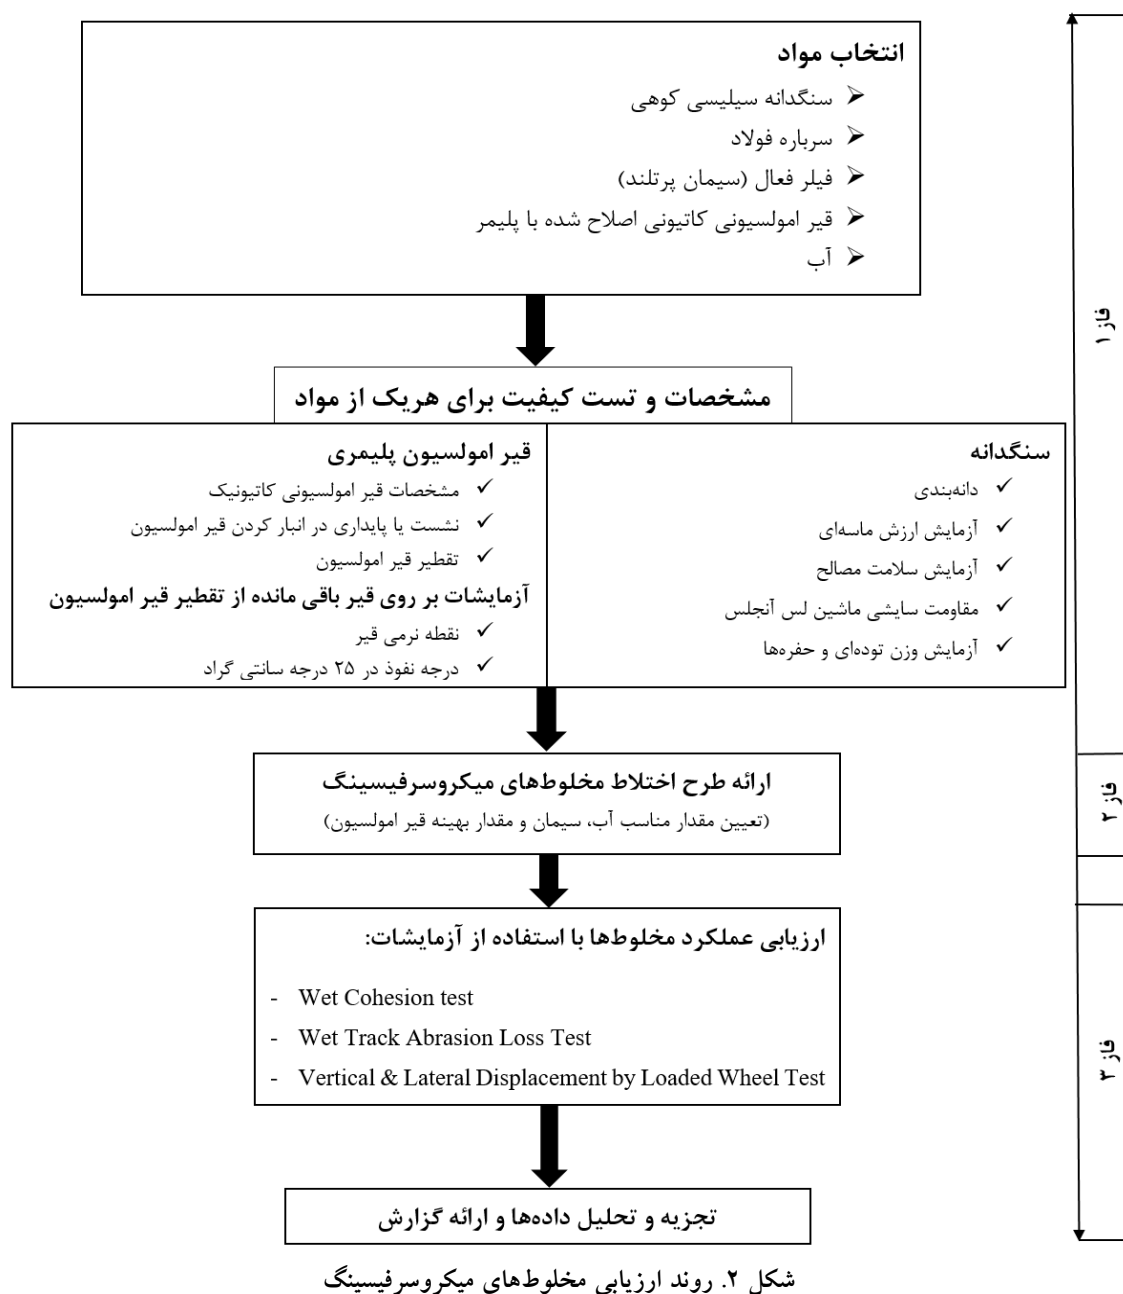 انتخاب مواد
➢ سنگدانه سیلیسی کوهی
➢ سرباره فولاد
➢ فیلر فعال (سیمان پرتلند)
➢ قیر امولسیونی کاتیونی اصلاح شده با پلیمر
➢ آب
فاز ۱
مشخصات و تست کیفیت برای هریک از مواد
سنگدانه
✓ دانه‌بندی
✓ آزمایش ارزش ماسه‌ای
✓ آزمایش سلامت مصالح
✓ مقاومت سایشی ماشین لس آنجلس
✓ آزمایش وزن توده‌ای و حفره‌ها
قیر امولسیون پلیمری
✓ مشخصات قیر امولسیونی کاتیونیک
✓ نشست یا پایداری در انبار کردن قیر امولسیون
✓ تقطیر قیر امولسیون
آزمایشات بر روی قیر باقی مانده از تقطیر قیر امولسیون
✓ نقطه نرمی قیر
✓ درجه نفوذ در ۲۵ درجه سانتی گراد
ارائه طرح اختلاط مخلوط‌های میکروسرفیسینگ
(تعیین مقدار مناسب آب، سیمان و مقدار بهینه قیر امولسیون)
فاز ۲
ارزیابی عملکرد مخلوط‌ها با استفاده از آزمایشات:
- Wet Cohesion test
- Wet Track Abrasion Loss Test
- Vertical & Lateral Displacement by Loaded Wheel Test
فاز ۳
تجزیه و تحلیل داده‌ها و ارائه گزارش
شکل ۲. روند ارزیابی مخلوط‌های میکروسرفیسینگ